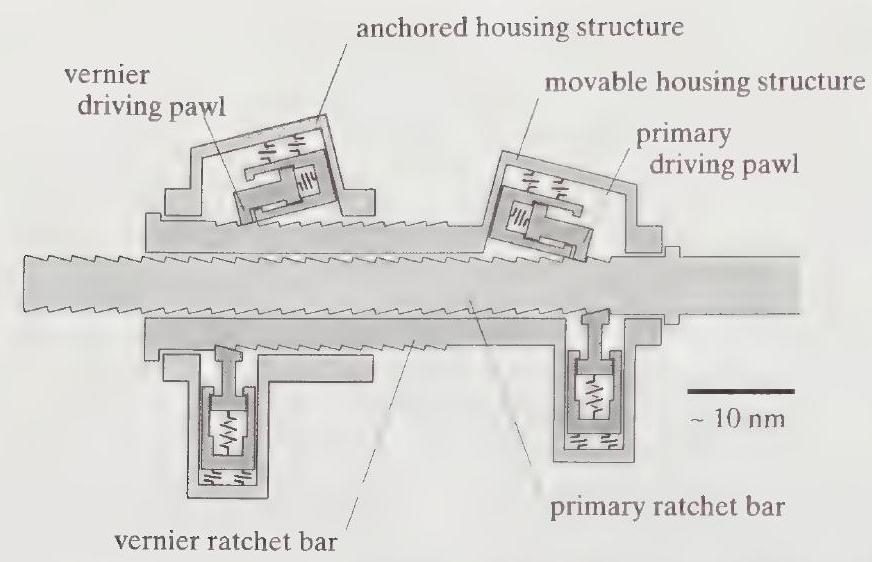 anchored housing structure
vernier
driving pawl
movable housing structure
primary
driving pawl
~ 10 nm
primary ratchet bar
vernier ratchet bar